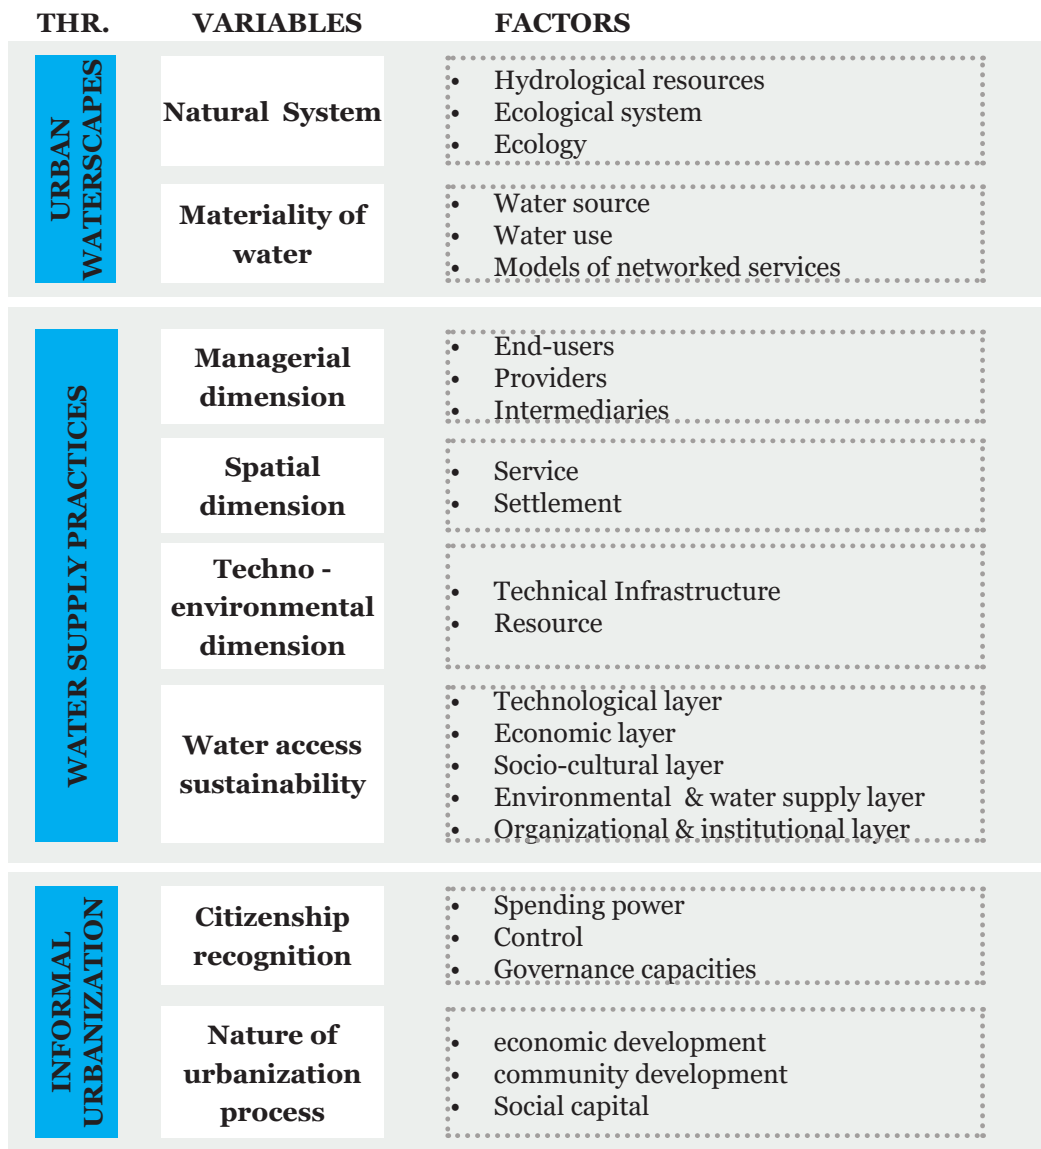 THR. VARIABLES FACTORS
URBAN
WATERSCAPES
Natural System
• Hydrological resources
• Ecological system
• Ecology
Materiality of
water
• Water source
• Water use
• Models of networked services
WATER SUPPLY PRACTICES
Managerial
dimension
• End-users
• Providers
• Intermediaries
Spatial
dimension
• Service
• Settlement
Techno -
environmental
dimension
• Technical Infrastructure
• Resource
Water access
sustainability
• Technological layer
• Economic layer
• Socio-cultural layer
• Environmental & water supply layer
• Organizational & institutional layer
INFORMAL
URBANIZATION
Citizenship
recognition
• Spending power
• Control
• Governance capacities
Nature of
urbanization
process
• economic development
• community development
• Social capital